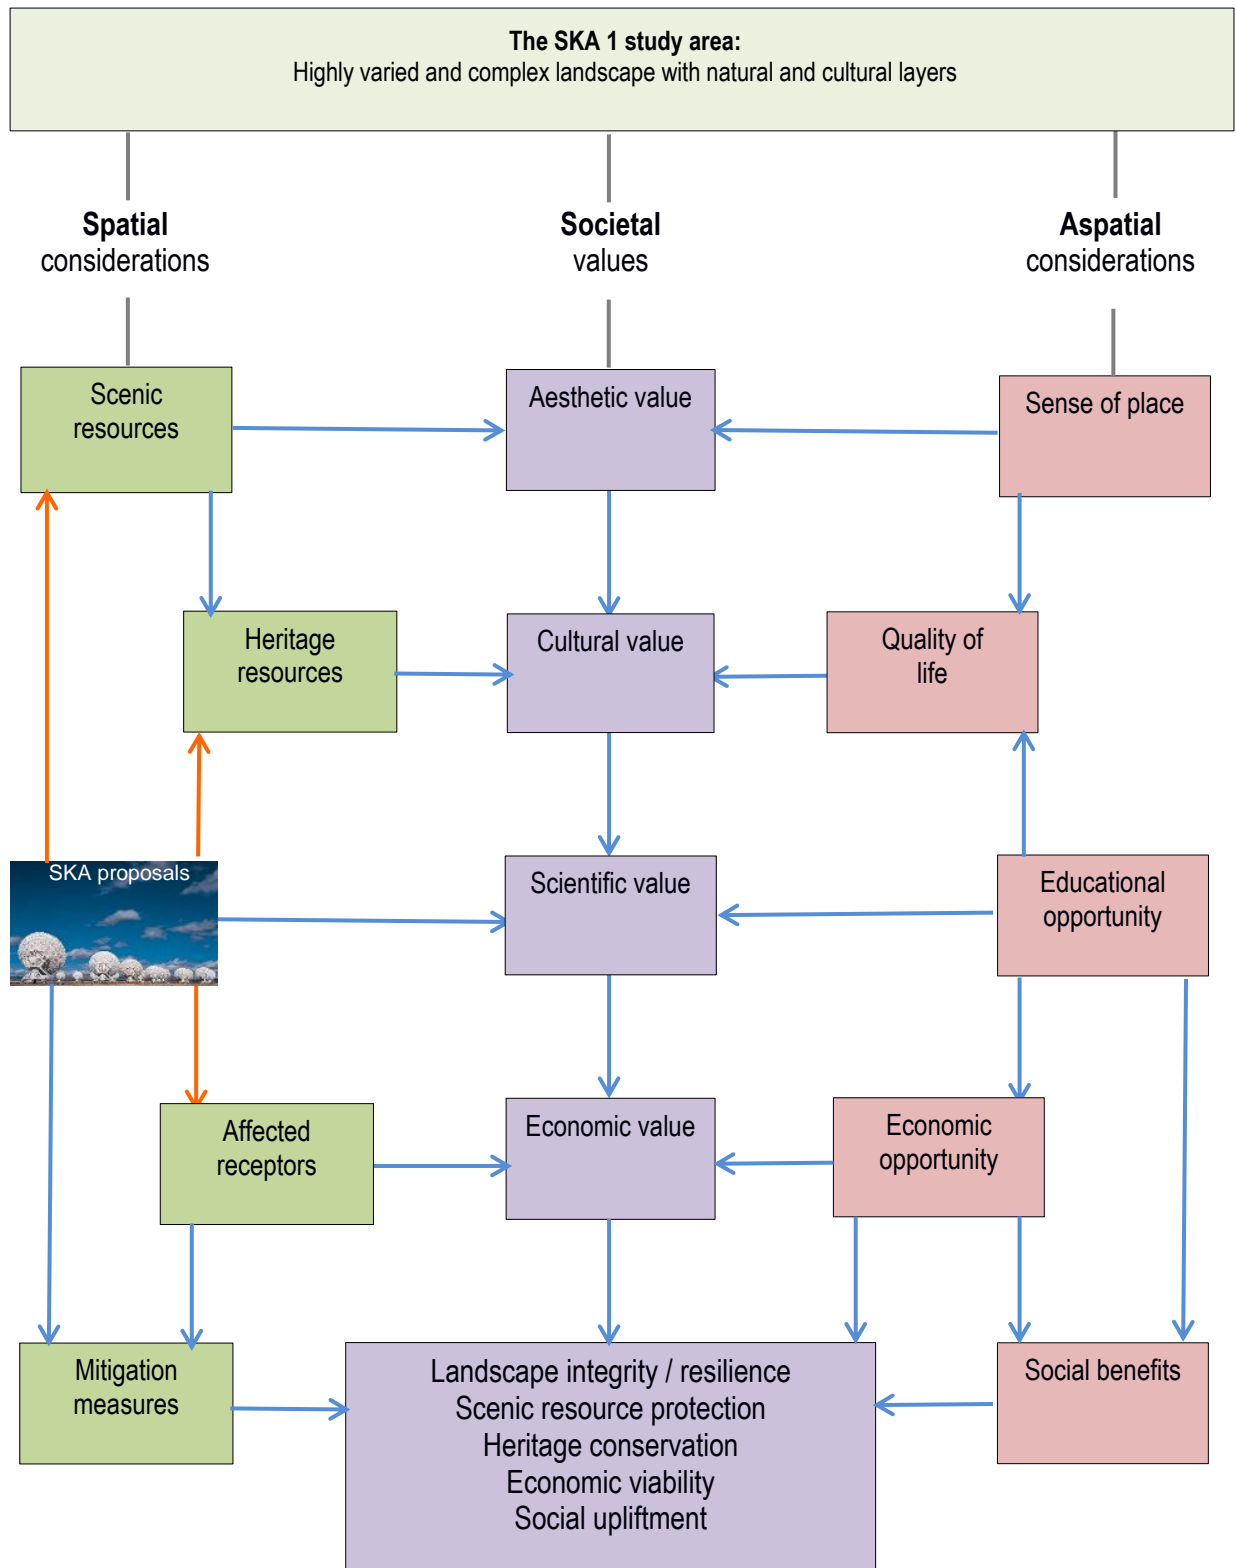 The SKA 1 study area:
Highly varied and complex landscape with natural and cultural layers
Spatial
considerations
Societal
values
Aspatial
considerations
Scenic
resources
Aesthetic value
Sense of place
Heritage
resources
Cultural value
Quality of
life
SKA proposals
Scientific value
Educational
opportunity
Affected
receptors
Economic value
Economic
opportunity
Mitigation
measures
Landscape integrity / resilience
Scenic resource protection
Heritage conservation
Economic viability
Social upliftment
Social benefits